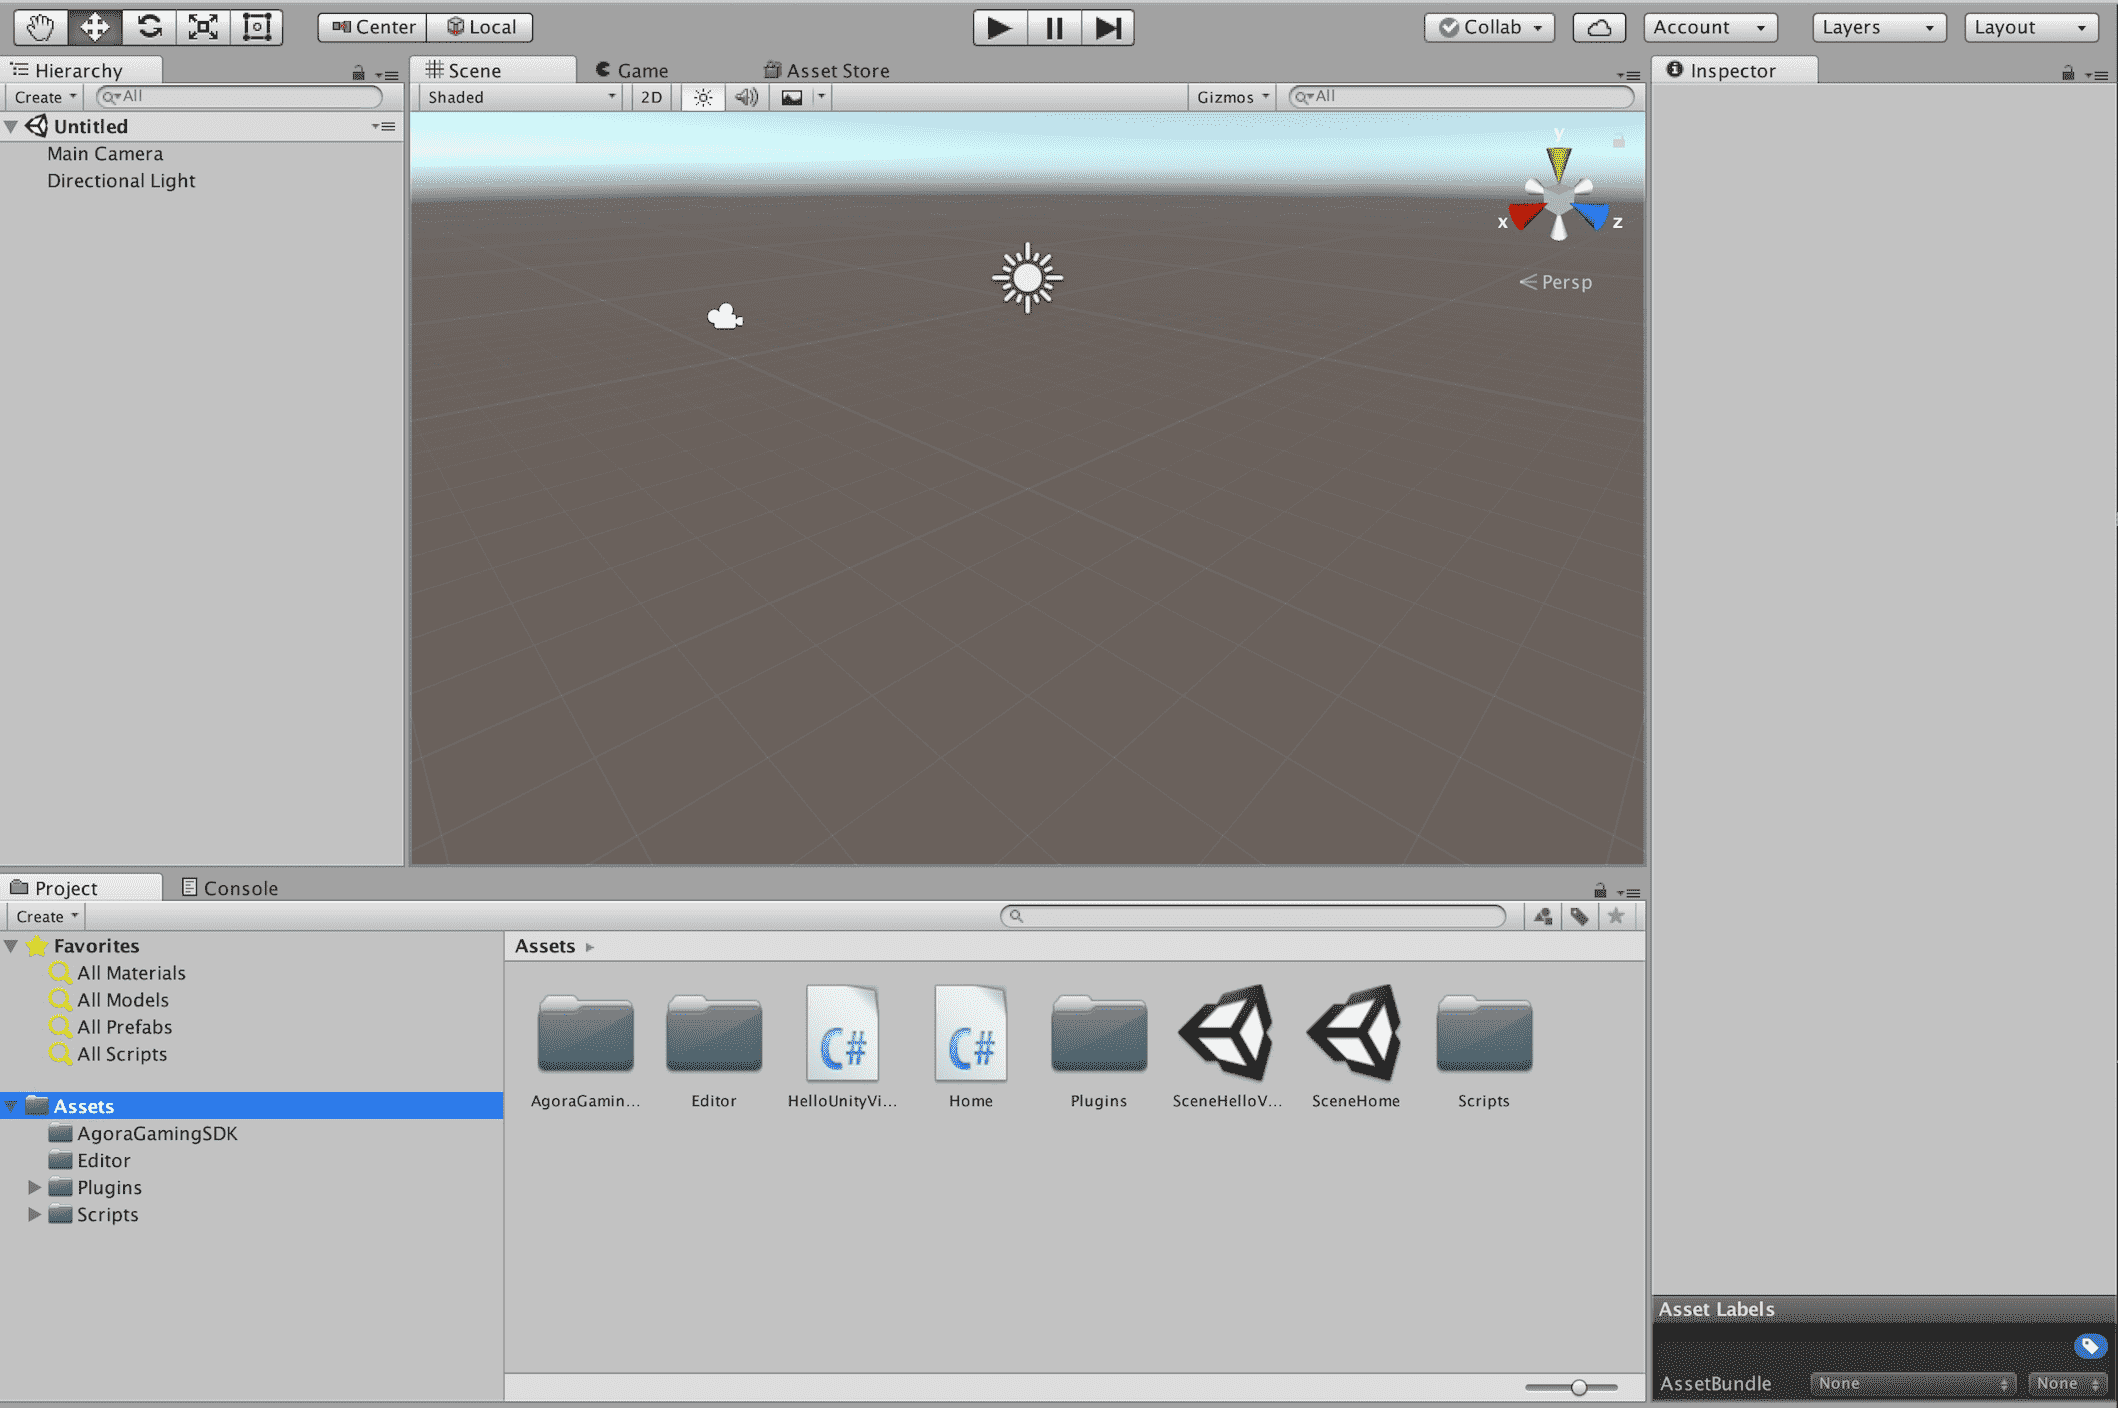 Center Local Collab Account Layers Layout
Hierarchy
Create All
Untitled
Main Camera
Directional Light
Scene Game Asset Store
Shaded 2D Gizmos All
y
x z
Persp
Inspector
Project Console
Create
Favorites
All Materials
All Models
All Prefabs
All Scripts
Assets
AgoraGamingSDK
Editor
Plugins
Scripts
Assets
C# C#
AgoraGamin... Editor HelloUnityVi... Home Plugins SceneHelloV... SceneHome Scripts
Asset Labels
AssetBundle None None